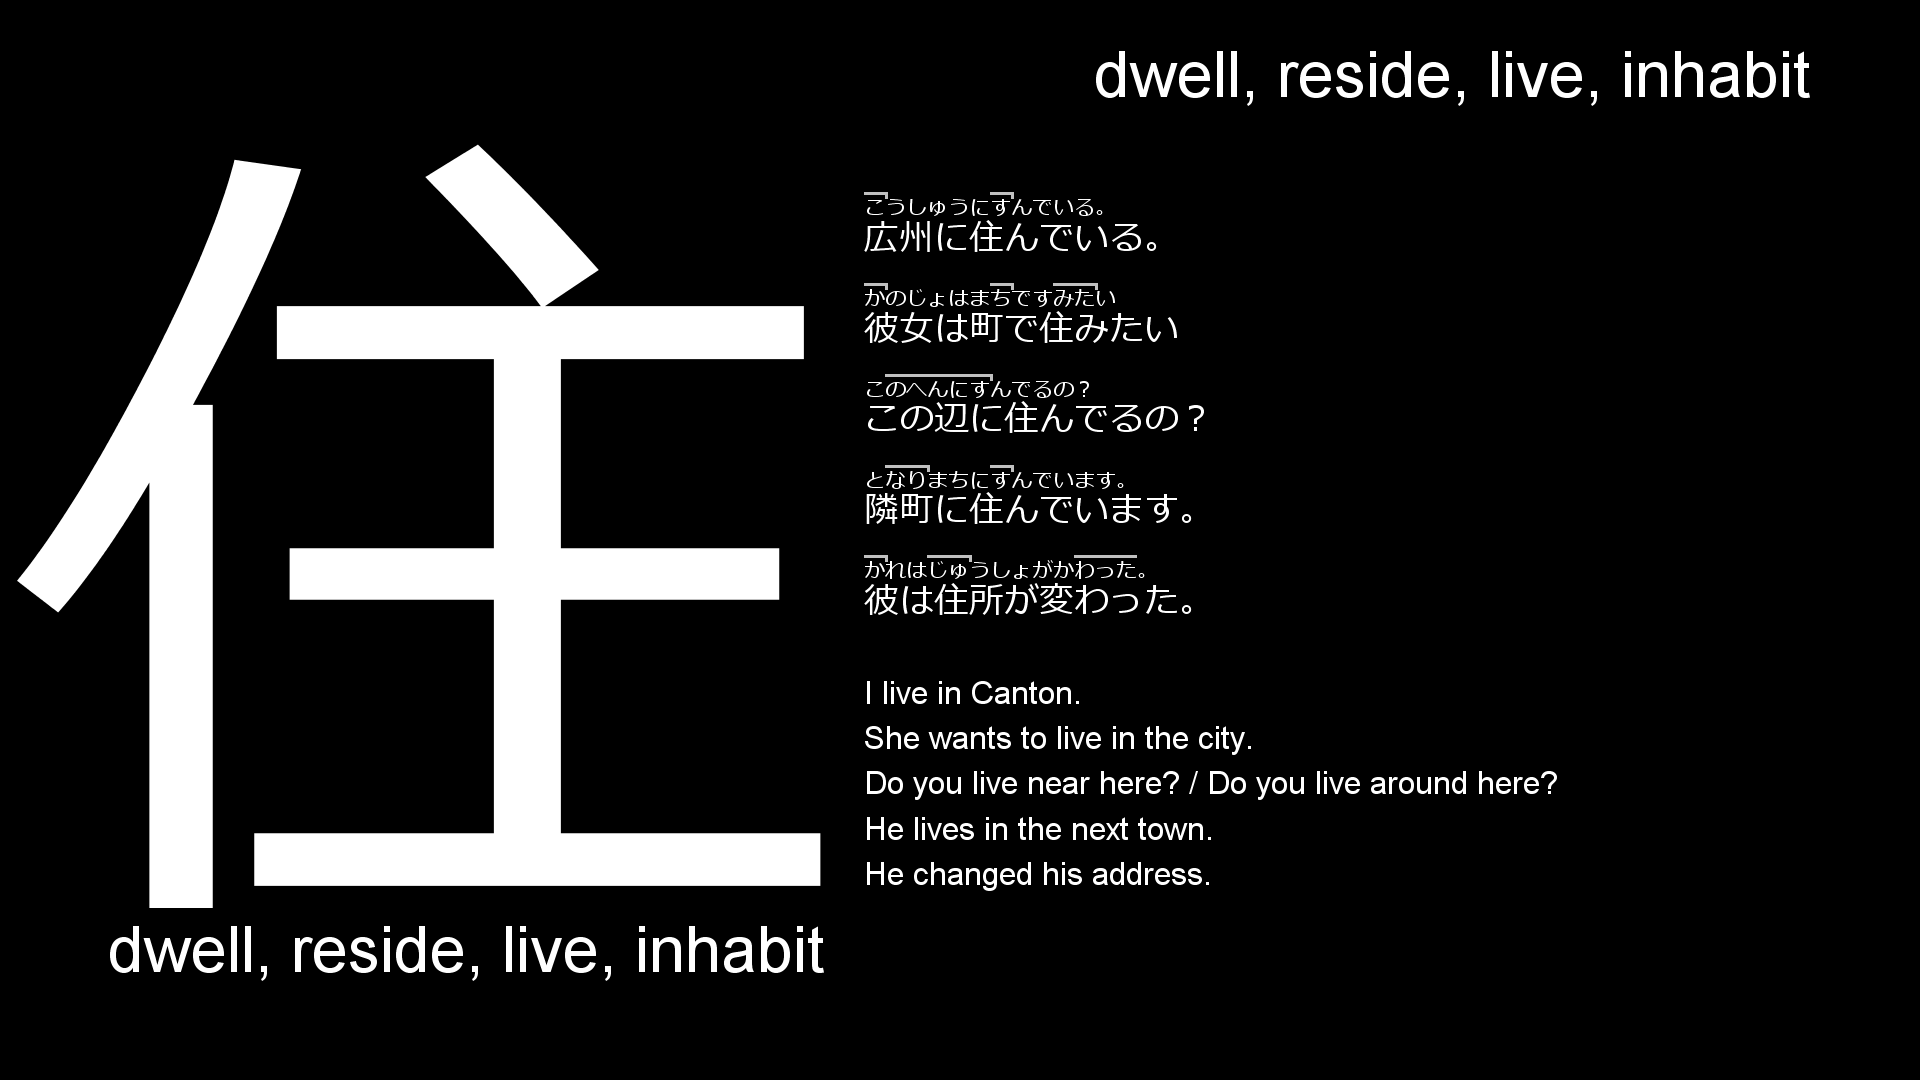 dwell, reside, live, inhabit
住
dwell, reside, live, inhabit
こうしゅうにすんでいる。
広州に住んでいる。
かのじょはまちですみたい
彼女は町で住みたい
このへんにすんでるの？
この辺に住んでるの？
となりまちにすんでいます。
隣町に住んでいます。
かれはじゅうしょがかわった。
彼は住所が変わった。
I live in Canton.
She wants to live in the city.
Do you live near here? / Do you live around here?
He lives in the next town.
He changed his address.